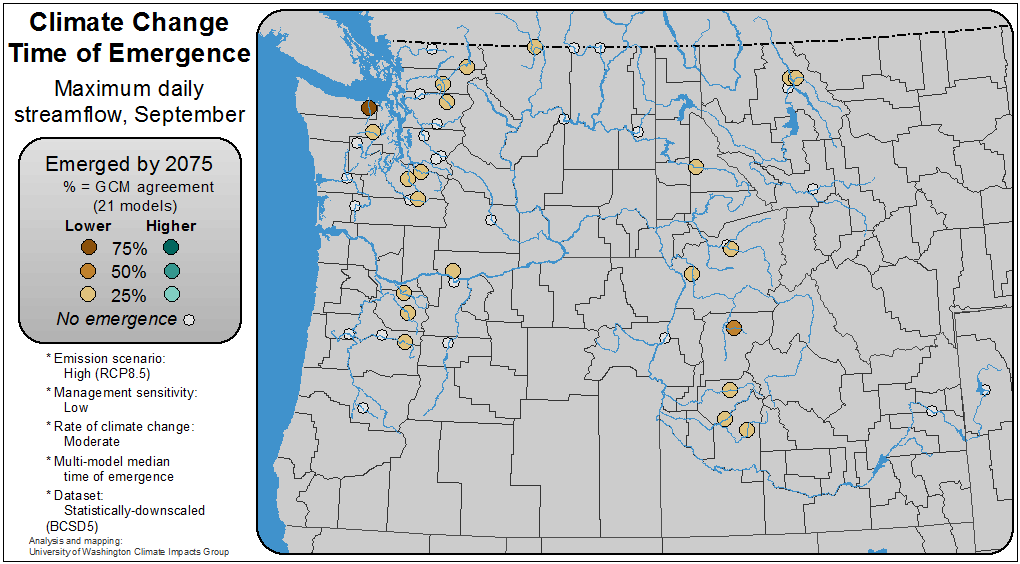 Climate Change
Time of Emergence
Maximum daily
streamflow, September
Emerged by 2075
% = GCM agreement
(21 models)
Lower Higher
75%
50%
25%
No emergence
* Emission scenario:
High (RCP8.5)
* Management sensitivity:
Low
* Rate of climate change:
Moderate
* Multi-model median
time of emergence
* Dataset:
Statistically-downscaled
(BCSD5)
Analysis and mapping:
University of Washington Climate Impacts Group